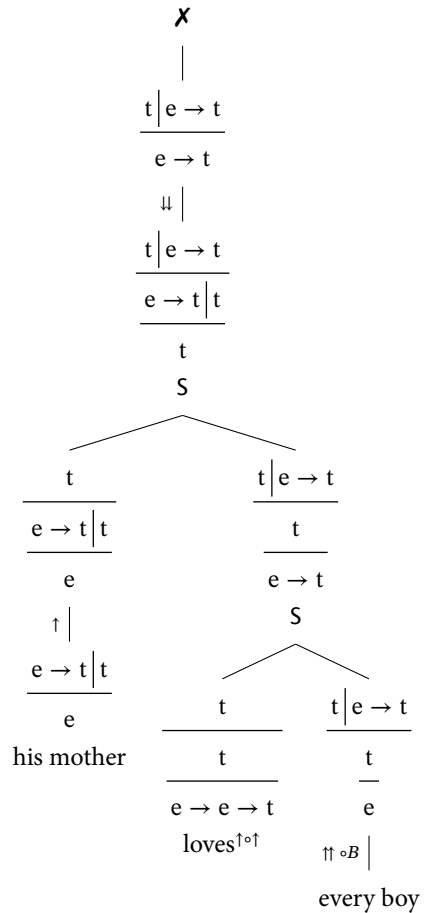 ✗
t | e → t
e → t
⇊
t | e → t
e → t | t
t
S
t
t | e → t
e → t | t
t
e
e → t
↑
S
e → t | t
e
his mother
t
t | e → t
t
t
e → e → t
e
loves↑∘↑
⇈ ∘B
every boy